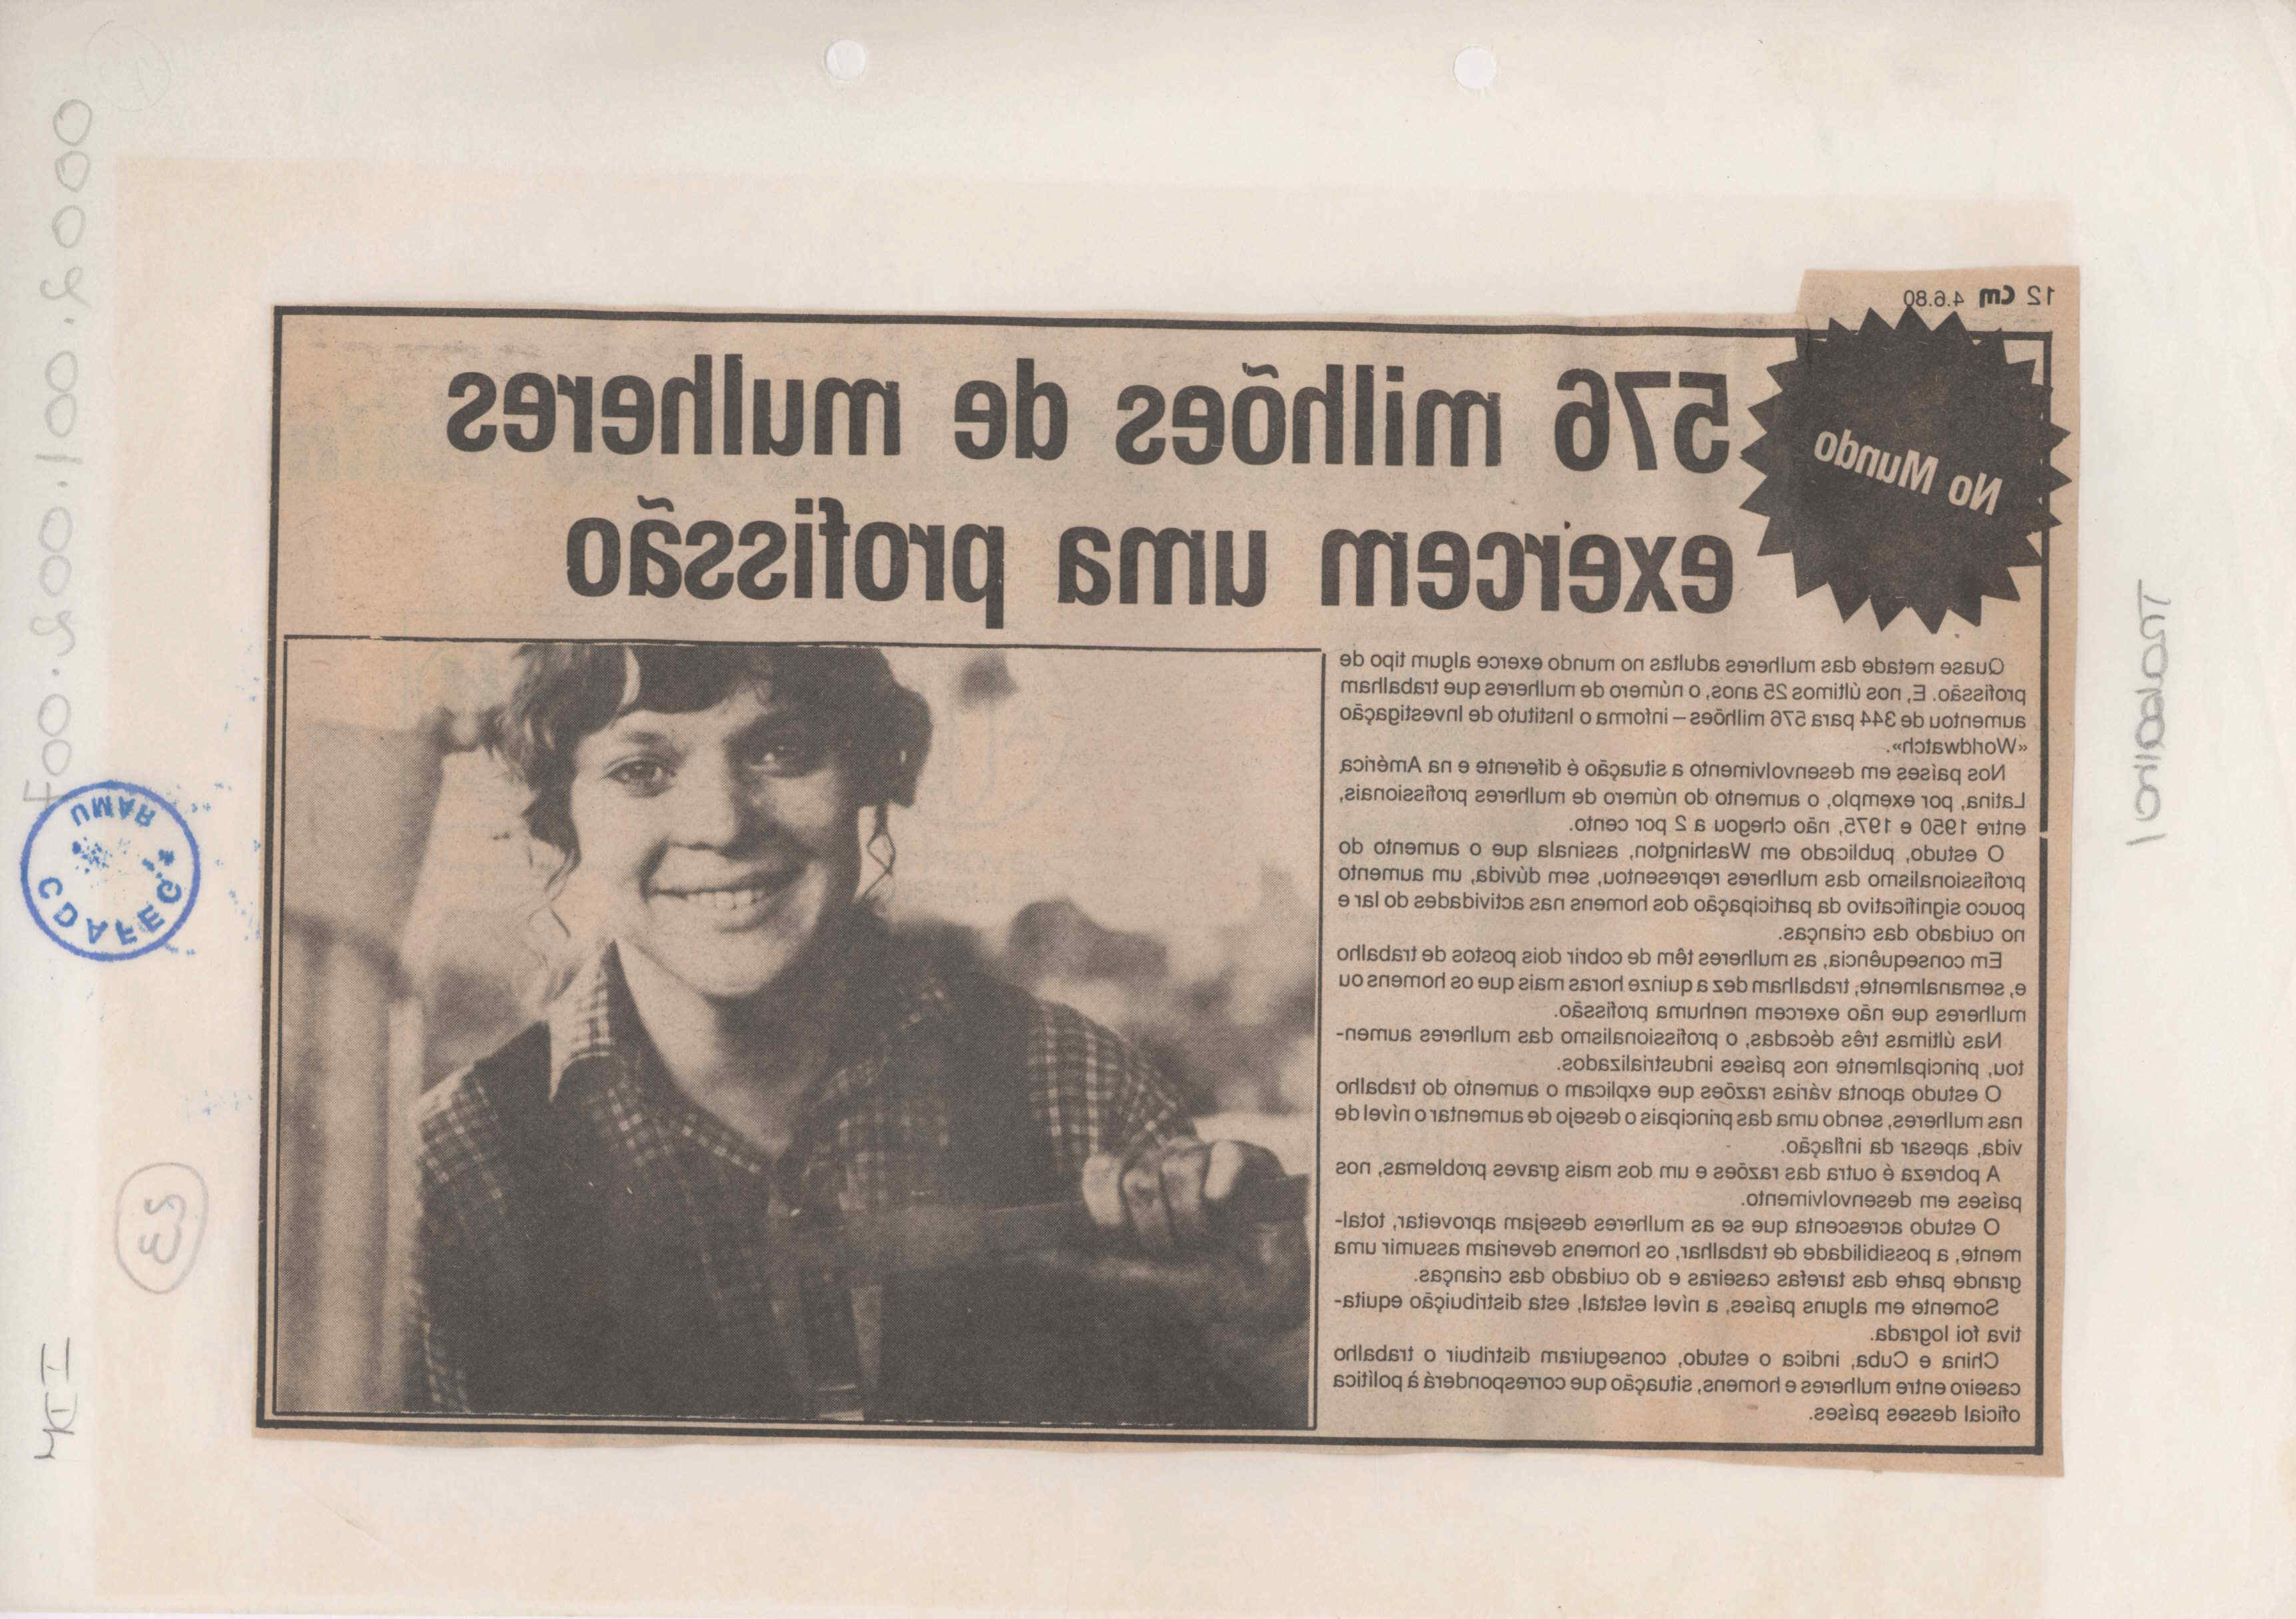 12 cm 4.6.80
No Mundo
576 milhões de mulheres
exercem uma profissão
Quase metade das mulheres adultas no mundo exerce algum tipo de
profissão. E, nos últimos 25 anos, o número de mulheres que trabalham
aumentou de 344 para 576 milhões – informa o Instituto de Investigação
«Worldwatch».
Nos países em desenvolvimento a situação é diferente e na América
Latina, por exemplo, o aumento do número de mulheres profissionais,
entre 1950 e 1975, não chegou a 2 por cento.
O estudo, publicado em Washington, assinala que o aumento do
profissionalismo das mulheres representou, sem dúvida, um aumento
pouco significativo da participação dos homens nas actividades do lar e
no cuidado das crianças.
Em consequência, as mulheres têm de cobrir dois postos de trabalho
e, semanalmente, trabalham dez a quinze horas mais que os homens ou
mulheres que não exercem nenhuma profissão.
Nas últimas três décadas, o profissionalismo das mulheres aumen-
tou, principalmente nos países industrializados.
O estudo aponta várias razões que explicam o aumento do trabalho
nas mulheres, sendo uma das principais o desejo de aumentar o nível de
vida, apesar da inflação.
A pobreza é outra das razões e um dos mais graves problemas, nos
países em desenvolvimento.
O estudo acrescenta que se as mulheres desejam aproveitar, total-
mente, a possibilidade de trabalhar, os homens deveriam assumir uma
grande parte das tarefas caseiras e do cuidado das crianças.
Somente em alguns países, a nível estatal, esta distribuição equita-
tiva foi lograda.
China e Cuba, indica o estudo, conseguiram distribuir o trabalho
caseiro entre mulheres e homens, situação que corresponderá à política
oficial desses países.
Trabalho
UMAR
CDAFEG